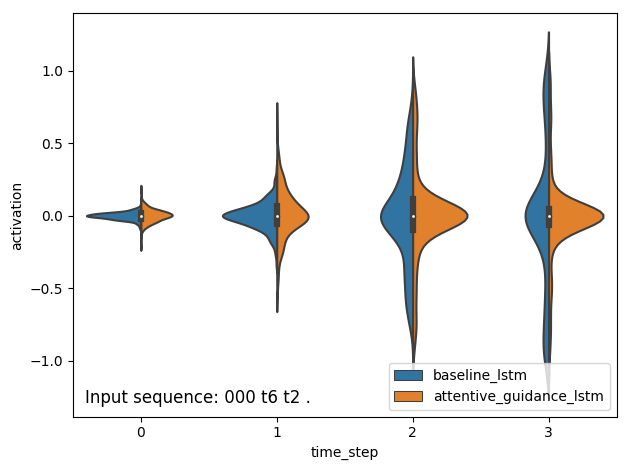 1.0
0.5
0.0
−0.5
−1.0
activation
Input sequence: 000 t6 t2 .
baseline_lstm
attentive_guidance_lstm
0 1 2 3
time_step